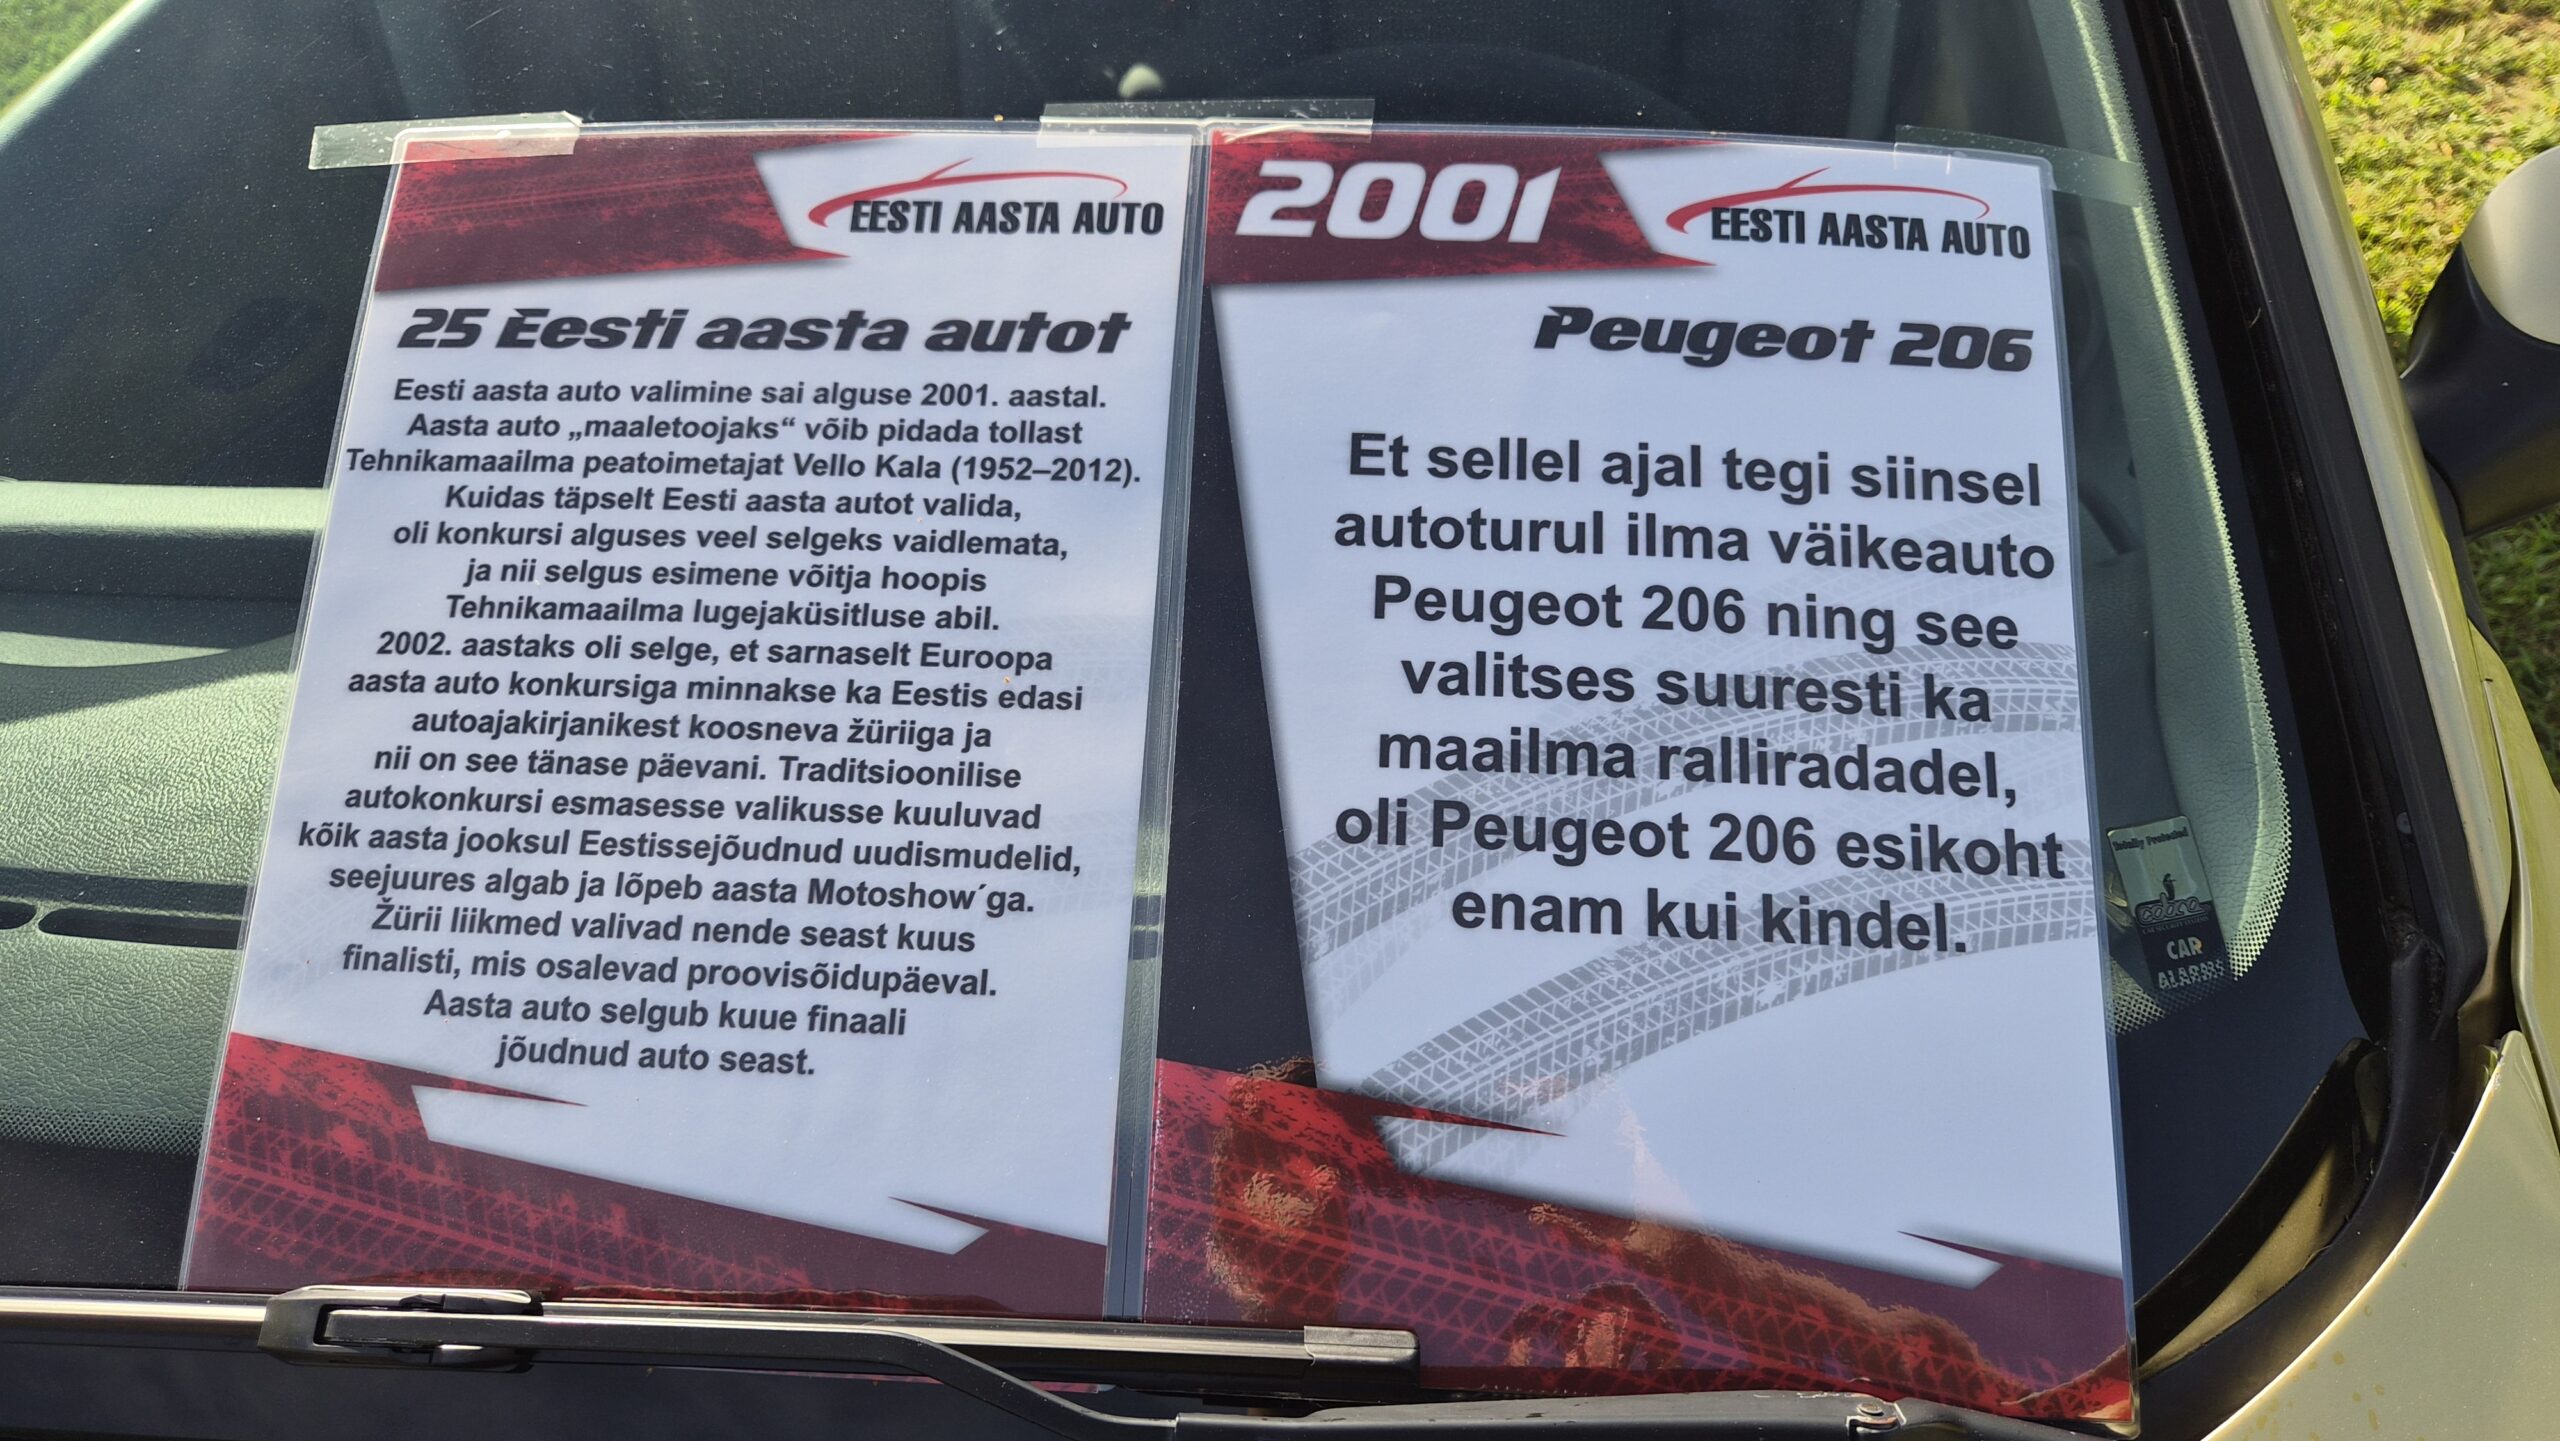 EESTI AASTA AUTO
25 Eesti aasta autot
Eesti aasta auto valimine sai alguse 2001. aastal.
Aasta auto „maaletoojaks“ võib pidada tollast
Tehnikamaailma peatoimetajat Vello Kala (1952–2012).
Kuidas täpselt Eesti aasta autot valida,
oli konkursi alguses veel selgeks vaidlemata,
ja nii selgus esimene võitja hoopis
Tehnikamaailma lugejaküsitluse abil.
2002. aastaks oli selge, et sarnaselt Euroopa
aasta auto konkursiga minnakse ka Eestis edasi
autoajakirjanikest koosneva žüriiga ja
nii on see tänase päevani. Traditsioonilise
autokonkursi esmasesse valikusse kuuluvad
kõik aasta jooksul Eestissejõudnud uudismudelid,
seejuures algab ja lõpeb aasta Motoshow´ga.
Žürii liikmed valivad nende seast kuus
finalisti, mis osalevad proovisõidupäeval.
Aasta auto selgub kuue finaali
jõudnud auto seast.
2001
EESTI AASTA AUTO
Peugeot 206
Et sellel ajal tegi siinsel
autoturul ilma väikeauto
Peugeot 206 ning see
valitses suuresti ka
maailma ralliradadel,
oli Peugeot 206 esikoht
enam kui kindel.
Totally Protected
cobra
CAR
ALARMS